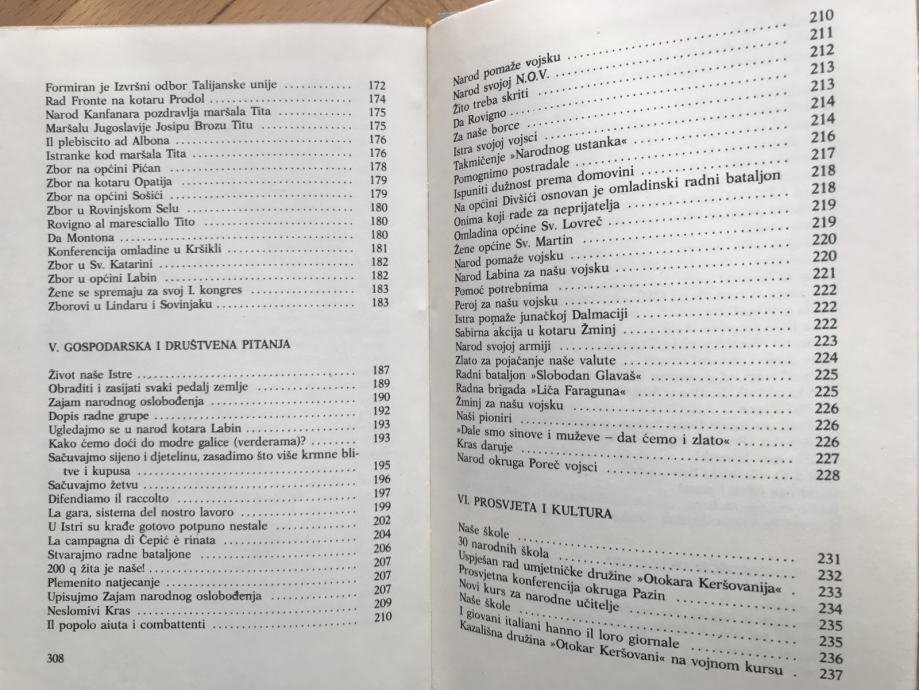 Formiran je Izvršni odbor Talijanske unije ............ 172
Rad Fronte na kotaru Prodol ............ 174
Narod Kanfanara pozdravlja maršala Tita ............ 175
Maršalu Jugoslavije Josipu Brozu Titu ............ 175
Il plebiscito ad Albona ............ 176
Istranke kod maršala Tita ............ 176
Zbor na općini Pićan ............ 178
Zbor na kotaru Opatija ............ 179
Zbor na općini Sošići ............ 179
Zbor u Rovinjskom Selu ............ 180
Rovigno al maresciallo Tito ............ 180
Da Montona ............ 180
Konferencija omladine u Kršikli ............ 181
Zbor u Sv. Katarini ............ 182
Zbor u općini Labin ............ 182
Žene se spremaju za svoj I. kongres ............ 183
Zborovi u Lindaru i Sovinjaku ............ 183
V. GOSPODARSKA I DRUŠTVENA PITANJA
Život naše Istre ............ 187
Obraditi i zasijati svaki pedalj zemlje ............ 189
Zajam narodnog oslobođenja ............ 190
Dopis radne grupe ............ 192
Ugledajmo se u narod kotara Labin ............ 193
Kako ćemo doći do modre galice (verderama)? ........ 193
Sačuvajmo sijeno i djetelinu, zasadimo što više krmne bli-
tve i kupusa ............ 195
Sačuvajmo žetvu ............ 196
Difendiamo il raccolto ............ 197
La gara, sistema del nostro lavoro ............ 199
U Istri su krađe gotovo potpuno nestale ............ 202
La campagna di Čepić è rinata ............ 204
Stvarajmo radne bataljone ............ 206
200 q žita je naše! ............ 207
Plemenito natjecanje ............ 207
Upisujmo Zajam narodnog oslobođenja ............ 207
Neslomivi Kras ............ 209
Il popolo aiuta i combattenti ............ 210
308
Narod pomaže vojsku ............ 210
Narod svojoj N.O.V. ............ 211
Žito treba skriti ............ 212
Da Rovigno ............ 213
Za naše borce ............ 213
Istra svojoj vojsci ............ 214
Takmičenje »Narodnog ustanka« ............ 214
Pomognimo postradale ............ 216
Ispuniti dužnost prema domovini ............ 217
Na općini Divšići osnovan je omladinski radni bataljon 218
Onima koji rade za neprijatelja ............ 218
Omladina općine Sv. Lovreč ............ 219
Žene općine Sv. Martin ............ 219
Narod pomaže vojsku ............ 220
Narod Labina za našu vojsku ............ 220
Pomoć potrebnima ............ 221
Peroj za našu vojsku ............ 222
Istra pomaže junačkoj Dalmaciji ............ 222
Sabirna akcija u kotaru Žminj ............ 222
Narod svojoj armiji ............ 223
Zlato za pojačanje naše valute ............ 224
Radni bataljon »Slobodan Glavaš« ............ 225
Radna brigada »Liča Faraguna« ............ 225
Žminj za našu vojsku ............ 226
Naši pioniri ............ 226
»Dale smo sinove i muževe – dat ćemo i zlato« ........ 226
Kras daruje ............ 227
Narod okruga Poreč vojsci ............ 228
VI. PROSVJETA I KULTURA
Naše škole ............ 231
30 narodnih škola ............ 232
Uspješan rad umjetničke družine »Otokara Keršovanija« . 233
Prosvjetna konferencija okruga Pazin ............ 234
Novi kurs za narodne učitelje ............ 235
Naše škole ............ 235
I giovani italiani hanno il loro giornale ............ 236
Kazališna družina »Otokar Keršovani« na vojnom kursu . 237